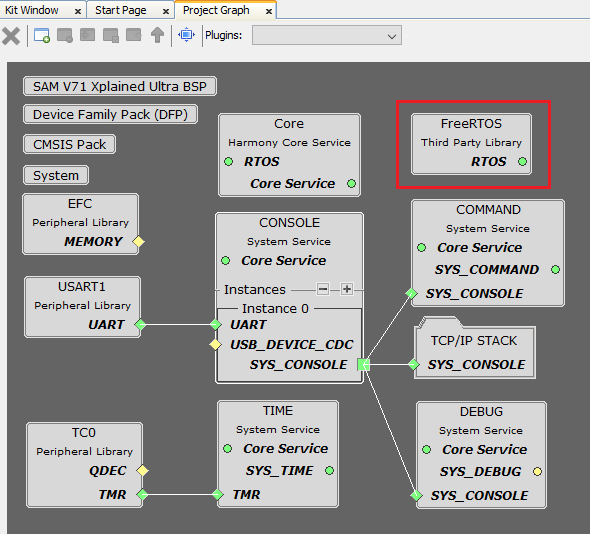 Kit Window
Start Page
Project Graph
Plugins:
SAM V71 Xplained Ultra BSP
Device Family Pack (DFP)
CMSIS Pack
System
EFC
Peripheral Library
MEMORY
USART1
Peripheral Library
UART
TC0
Peripheral Library
QDEC
TMR
Core
Harmony Core Service
RTOS
Core Service
CONSOLE
System Service
Core Service
Instances
Instance 0
UART
USB_DEVICE_CDC
SYS_CONSOLE
TIME
System Service
Core Service
SYS_TIME
TMR
FreeRTOS
Third Party Library
RTOS
COMMAND
System Service
Core Service
SYS_COMMAND
SYS_CONSOLE
TCP/IP STACK
SYS_CONSOLE
DEBUG
System Service
Core Service
SYS_DEBUG
SYS_CONSOLE